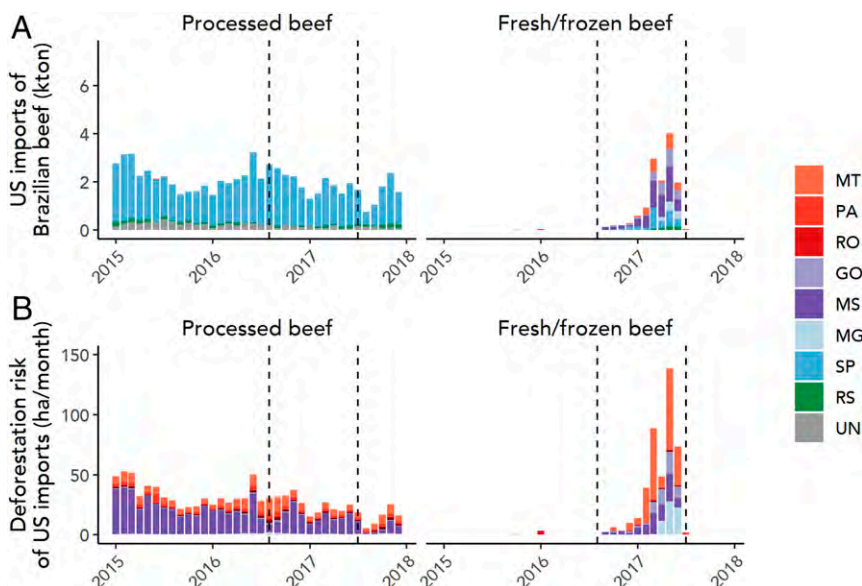 A
Processed beef
Fresh/frozen beef
US imports of
Brazilian beef (kton)
6
4
2
0
2015
2016
2017
2018
2015
2016
2017
2018
MT
PA
RO
GO
MS
MG
SP
RS
UN
B
Processed beef
Fresh/frozen beef
Deforestation risk
of US imports (ha/month)
150
100
50
0
2015
2016
2017
2018
2015
2016
2017
2018